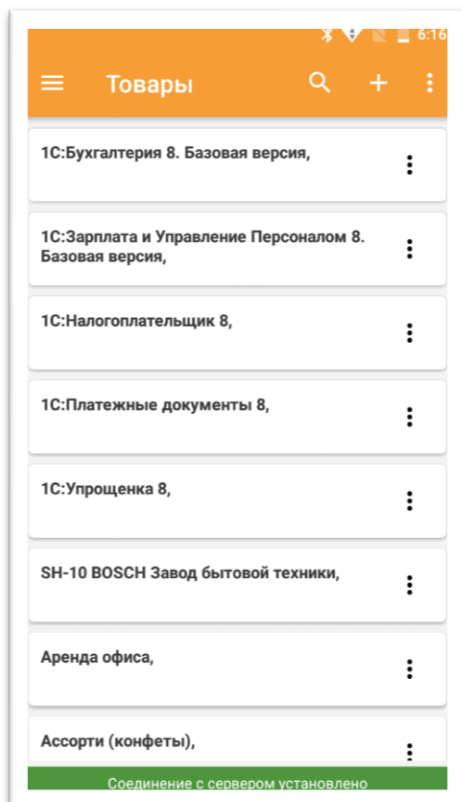 6:16
Товары
1С:Бухгалтерия 8. Базовая версия,
1С:Зарплата и Управление Персоналом 8.
Базовая версия,
1С:Налогоплательщик 8,
1С:Платежные документы 8,
1С:Упрощенка 8,
SH-10 BOSCH Завод бытовой техники,
Аренда офиса,
Ассорти (конфеты),
Соединение с сервером установлено